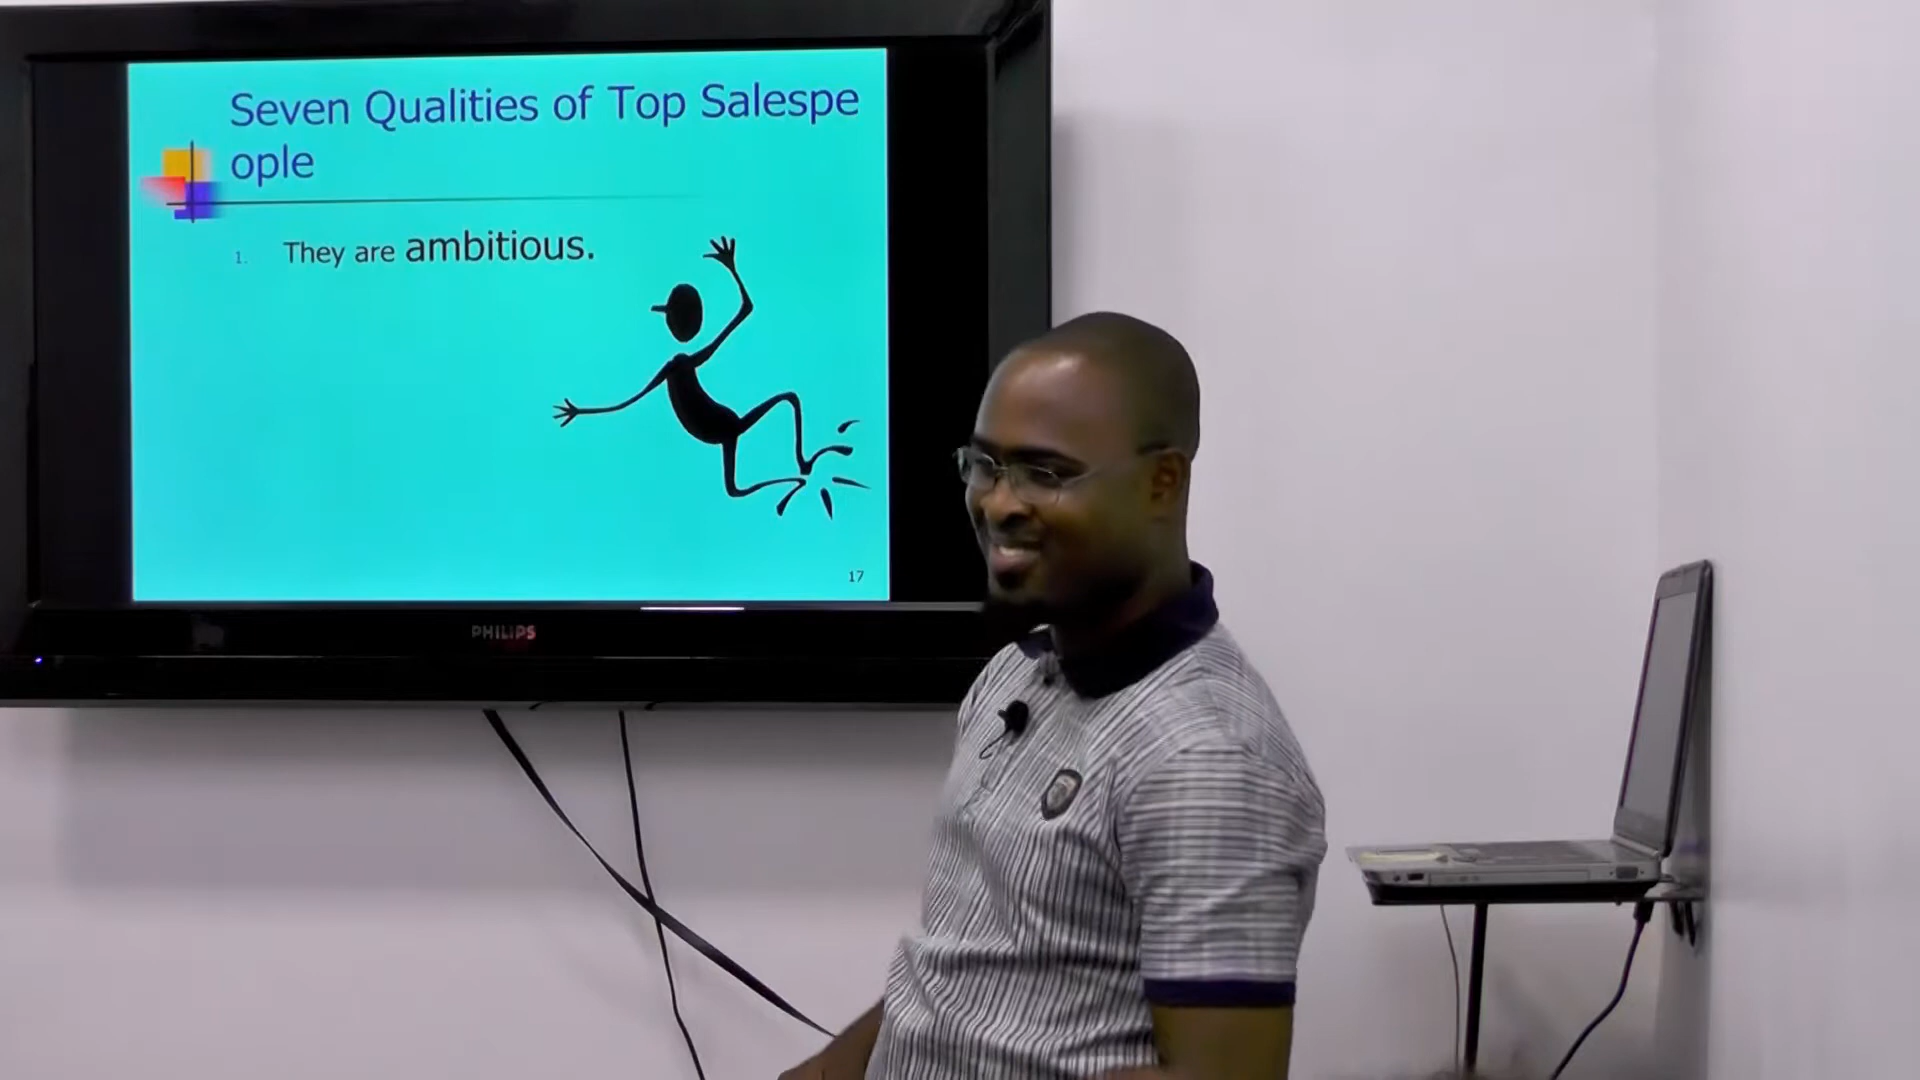 Seven Qualities of Top Salespe
ople
1. They are ambitious.
17
PHILIPS